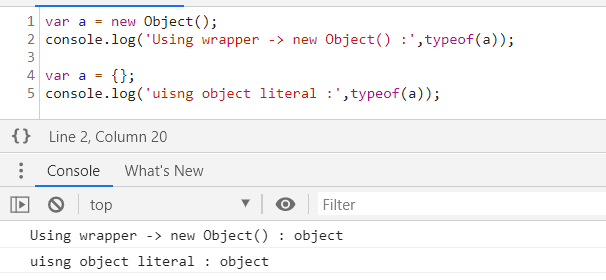 1 var a = new Object();
2 console.log('Using wrapper -> new Object() :',typeof(a));
3
4 var a = {};
5 console.log('uisng object literal :',typeof(a));
{} Line 2, Column 20
Console What's New
top Filter
Using wrapper -> new Object() : object
uisng object literal : object